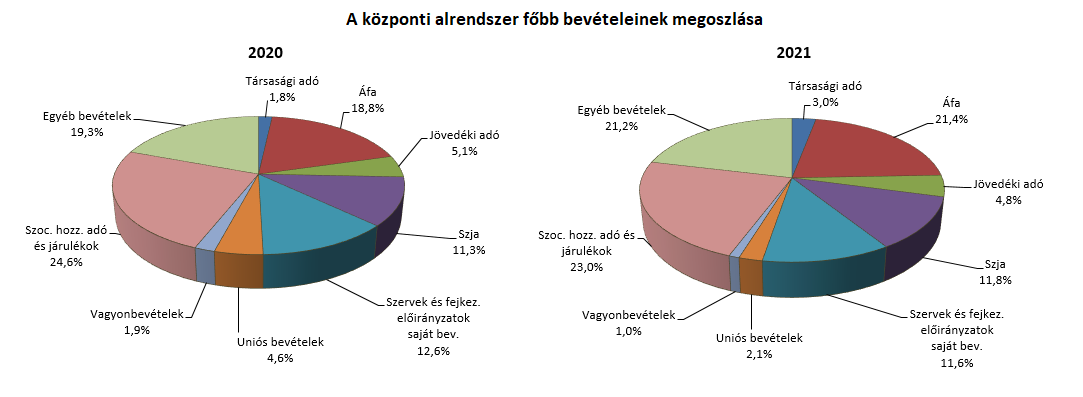 A központi alrendszer főbb bevételeinek megoszlása
2020
Társasági adó
1,8%
Áfa
18,8%
Jövedéki adó
5,1%
Szja
11,3%
Szervek és fejkez.
előirányzatok
saját bev.
12,6%
Uniós bevételek
4,6%
Vagyonbevételek
1,9%
Szoc. hozz. adó
és járulékok
24,6%
Egyéb bevételek
19,3%
2021
Társasági adó
3,0%
Áfa
21,4%
Jövedéki adó
4,8%
Szja
11,8%
Szervek és fejkez.
előirányzatok
saját bev.
11,6%
Uniós bevételek
2,1%
Vagyonbevételek
1,0%
Szoc. hozz. adó és
járulékok
23,0%
Egyéb bevételek
21,2%